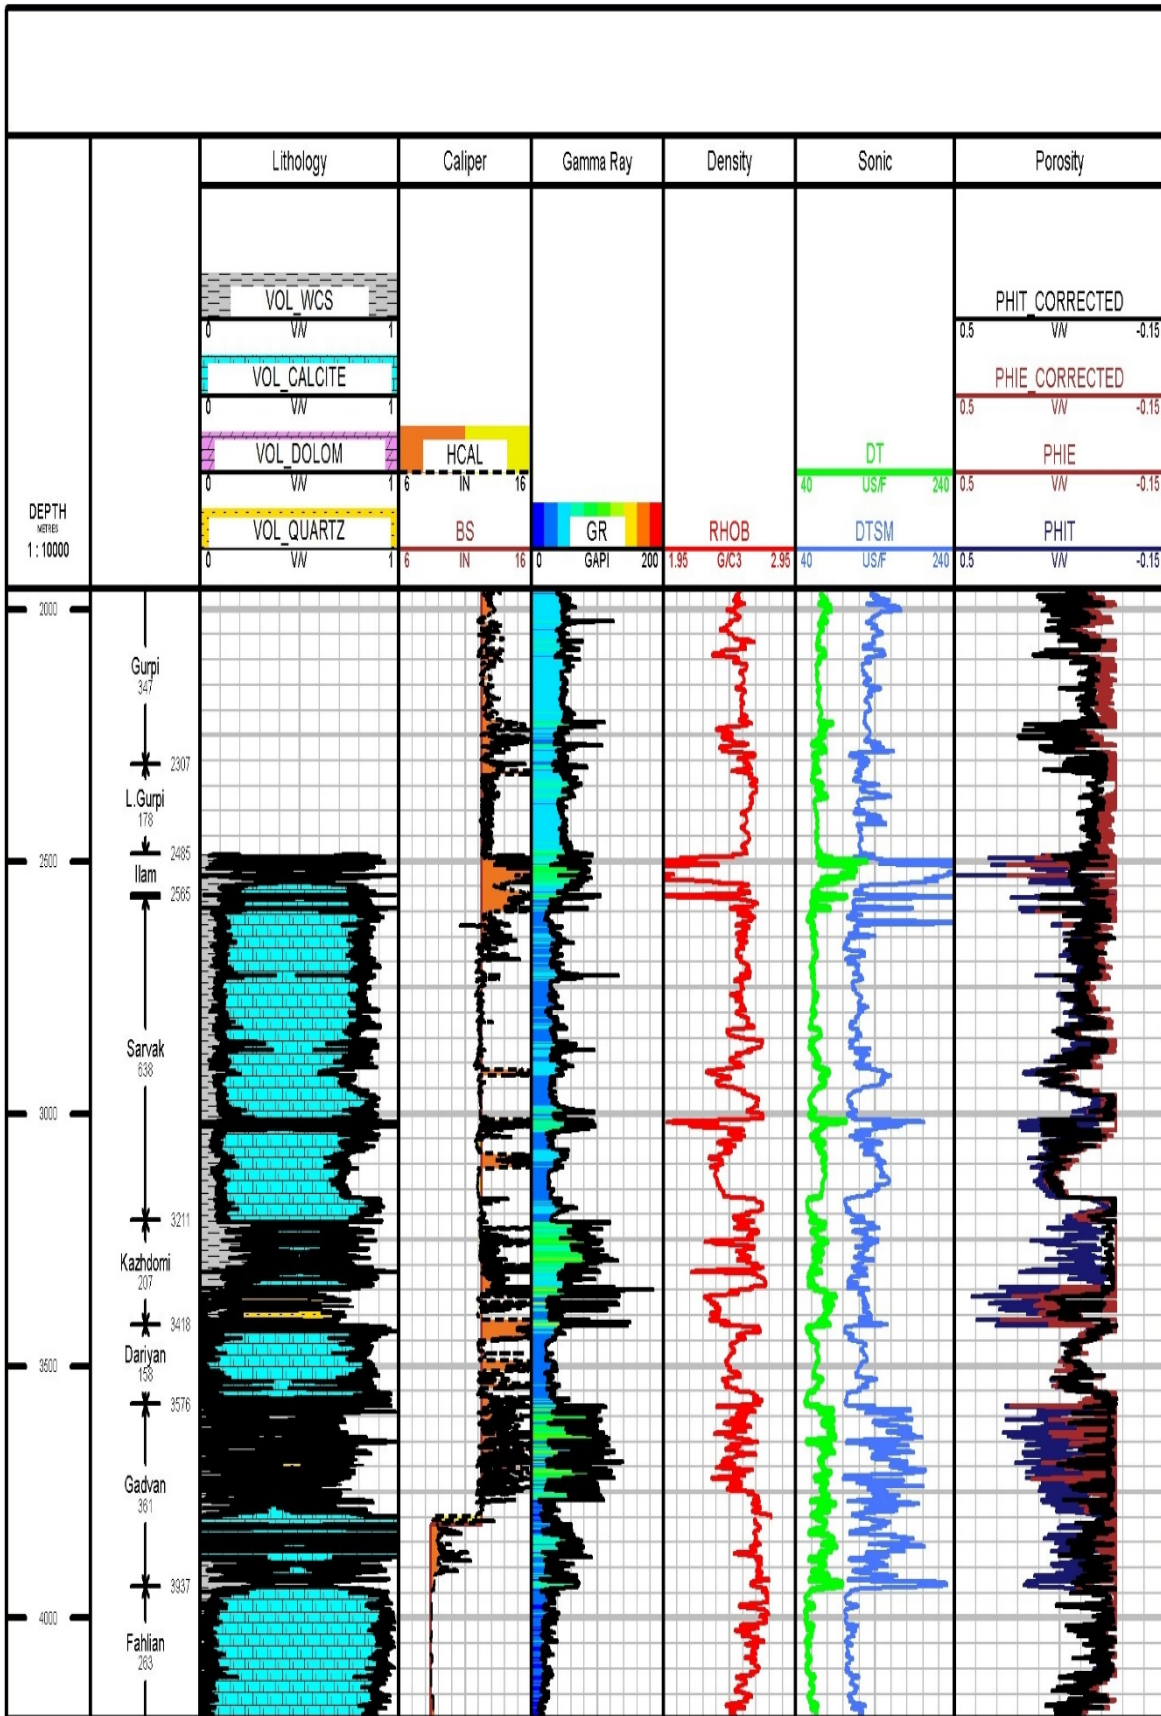 Lithology
Caliper
Gamma Ray
Density
Sonic
Porosity
DEPTH
METRES
1 : 10000
VOL_WCS
0 V/V 1
VOL_CALCITE
0 V/V 1
VOL_DOLOM
0 V/V 1
VOL_QUARTZ
0 V/V 1
HCAL
6 IN 16
BS
6 IN 16
GR
0 GAPI 200
RHOB
1.95 G/C3 2.95
DT
40 US/F 240
DTSM
40 US/F 240
PHIT_CORRECTED
0.5 V/V -0.15
PHIE_CORRECTED
0.5 V/V -0.15
PHIE
0.5 V/V -0.15
PHIT
0.5 V/V -0.15
2000
Gurpi
347
2307
L.Gurpi
178
2485
2500
Ilam
2565
Sarvak
638
3000
3211
Kazhdomi
207
3418
Dariyan
158
3500
3576
Gadvan
361
3937
4000
Fahlian
263